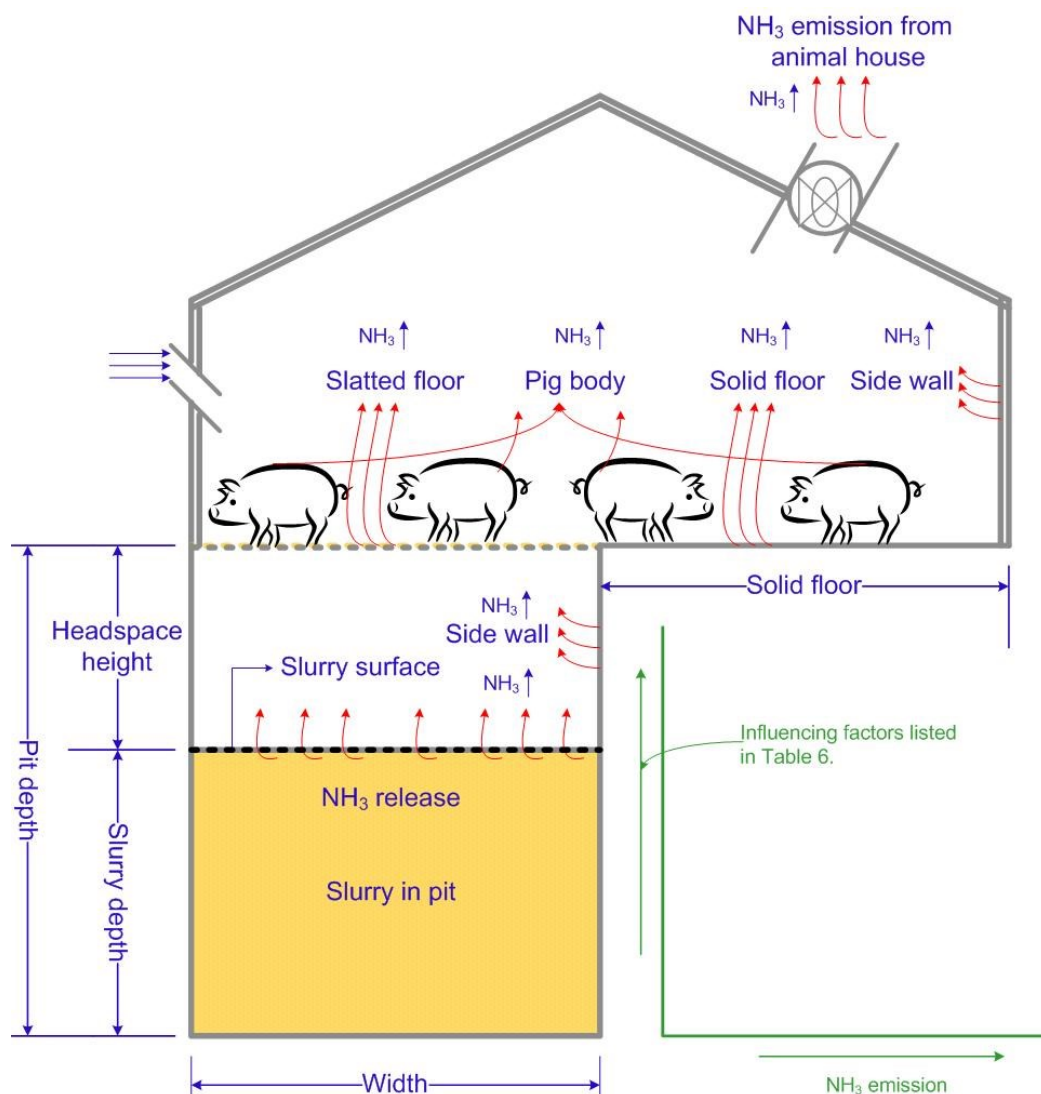 NH₃ emission from
animal house
NH₃
NH₃
NH₃
NH₃
NH₃
Slatted floor
Pig body
Solid floor
Side wall
Solid floor
Headspace
height
NH₃
Side wall
Slurry surface
NH₃
Pit depth
Slurry depth
NH₃ release
Slurry in pit
Influencing factors listed
in Table 6.
Width
NH₃ emission